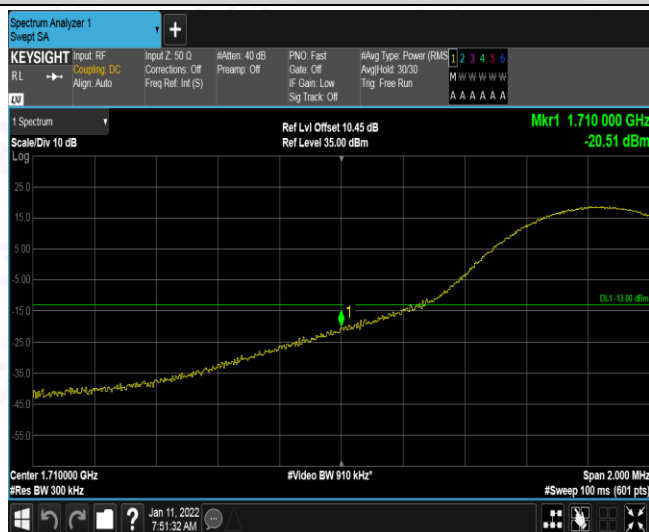 Spectrum Analyzer 1
Swept SA
KEYSIGHT
RL
LXI
Input: RF
Coupling: DC
Align: Auto
Input Z: 50 Ω
Corrections: Off
Freq Ref: Int (S)
#Atten: 40 dB
Preamp: Off
PNO: Fast
Gate: Off
IF Gain: Low
Sig Track: Off
#Avg Type: Power (RMS
Avg|Hold: 30/30
Trig: Free Run
1 2 3 4 5 6
M W W W W W
A A A A A A
1 Spectrum
Scale/Div 10 dB
Ref Lvl Offset 10.45 dB
Ref Level 35.00 dBm
Mkr1 1.710 000 GHz
-20.51 dBm
Log
25.0
15.0
5.00
-5.00
DL1 -13.00 dBm
1
-15.0
-25.0
-35.0
-45.0
-55.0
Center 1.710000 GHz
#Video BW 910 kHz*
Span 2.000 MHz
#Res BW 300 kHz
#Sweep 100 ms (601 pts)
?
Jan 11, 2022
7:51:32 AM